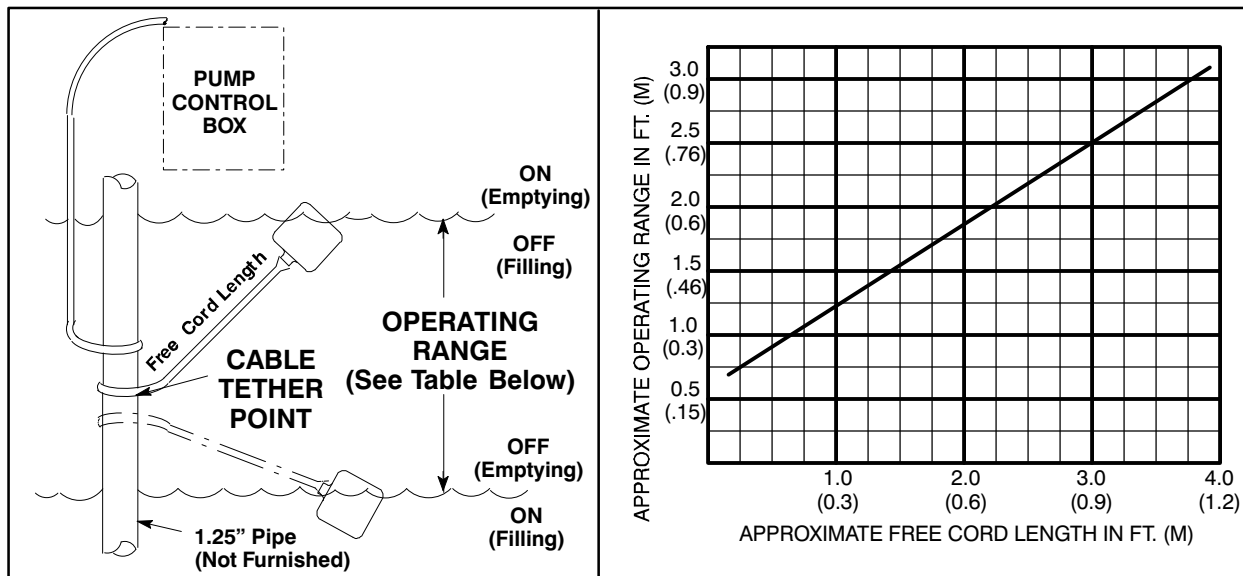 PUMP
CONTROL
BOX
ON
(Emptying)
OFF
(Filling)
Free Cord Length
OPERATING
RANGE
(See Table Below)
CABLE
TETHER
POINT
OFF
(Emptying)
ON
(Filling)
1.25” Pipe
(Not Furnished)
APPROXIMATE OPERATING RANGE IN FT. (M)
3.0
(0.9)
2.5
(.76)
2.0
(0.6)
1.5
(.46)
1.0
(0.3)
0.5
(.15)
1.0 2.0 3.0 4.0
(0.3) (0.6) (0.9) (1.2)
APPROXIMATE FREE CORD LENGTH IN FT. (M)